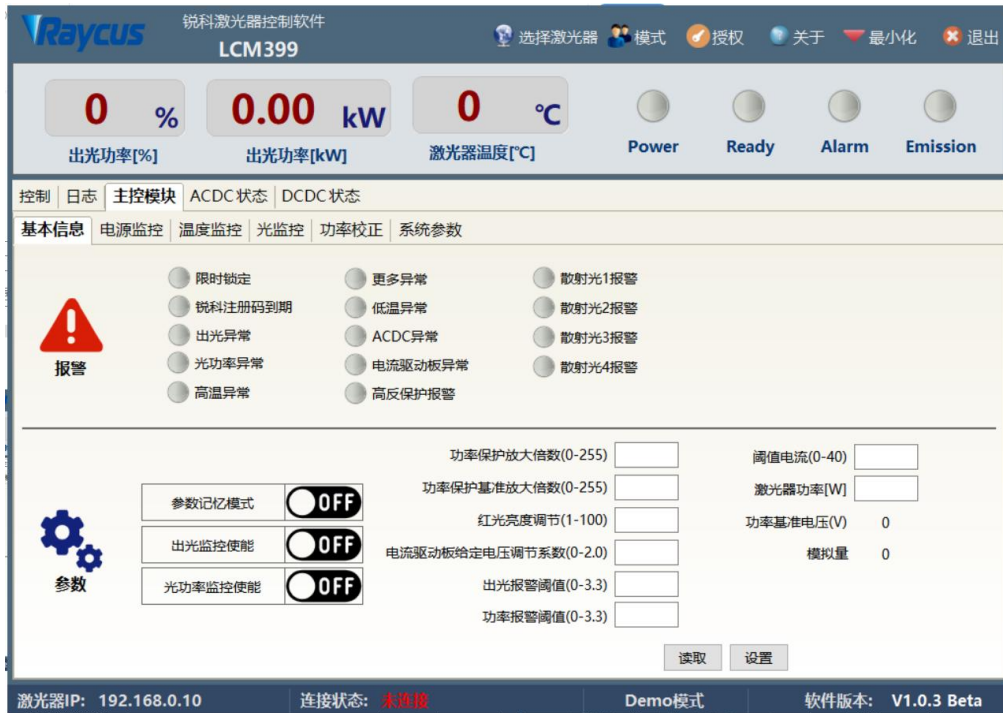 Raycus
锐科激光器控制软件
LCM399
选择激光器 模式 授权 关于 最小化 退出
0 % 0.00 kW 0 ℃
出光功率[%] 出光功率[kW] 激光器温度[℃] Power Ready Alarm Emission
控制 日志 主控模块 ACDC状态 DCDC状态
基本信息 电源监控 温度监控 光监控 功率校正 系统参数
限时锁定 更多异常 散射光1报警
锐科注册码到期 低温异常 散射光2报警
出光异常 ACDC异常 散射光3报警
光功率异常 电流驱动板异常 散射光4报警
高温异常 高反保护报警
报警
功率保护放大倍数(0-255) 阈值电流(0-40)
功率保护基准放大倍数(0-255) 激光器功率[W]
参数记忆模式 OFF 红光亮度调节(1-100) 功率基准电压(V) 0
出光监控使能 OFF 电流驱动板给定电压调节系数(0-2.0) 模拟量 0
光功率监控使能 OFF 出光报警阈值(0-3.3)
参数
功率报警阈值(0-3.3)
读取 设置
激光器IP: 192.168.0.10 连接状态: 未连接 Demo模式 软件版本: V1.0.3 Beta